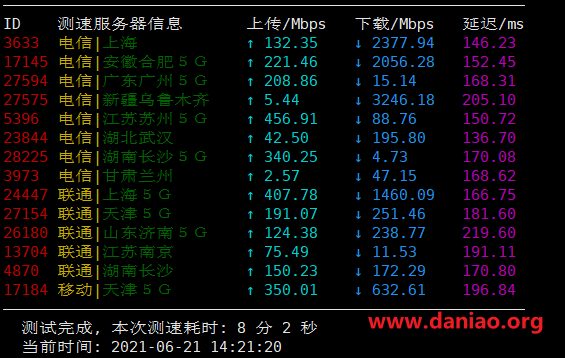 ID 测速服务器信息 上传/Mbps 下载/Mbps 延迟/ms
3633 电信|上海 ↑ 132.35 ↓ 2377.94 146.23
17145 电信|安徽合肥５Ｇ ↑ 221.46 ↓ 2056.28 152.45
27594 电信|广东广州５Ｇ ↑ 208.86 ↓ 15.14 168.31
27575 电信|新疆乌鲁木齐 ↑ 5.44 ↓ 3246.18 205.10
5396 电信|江苏苏州５Ｇ ↑ 456.91 ↓ 88.76 150.72
23844 电信|湖北武汉 ↑ 42.50 ↓ 195.80 136.70
28225 电信|湖南长沙５Ｇ ↑ 340.25 ↓ 4.73 170.08
3973 电信|甘肃兰州 ↑ 2.57 ↓ 47.15 168.62
24447 联通|上海５Ｇ ↑ 407.78 ↓ 1460.09 166.75
27154 联通|天津５Ｇ ↑ 191.07 ↓ 251.46 181.60
26180 联通|山东济南５Ｇ ↑ 124.38 ↓ 238.77 219.60
13704 联通|江苏南京 ↑ 75.49 ↓ 11.53 191.11
4870 联通|湖南长沙 ↑ 150.23 ↓ 172.29 170.80
17184 移动|天津５Ｇ ↑ 350.01 ↓ 632.61 196.84
测试完成, 本次测速耗时: 8 分 2 秒
当前时间: 2021-06-21 14:21:20
www.daniao.org